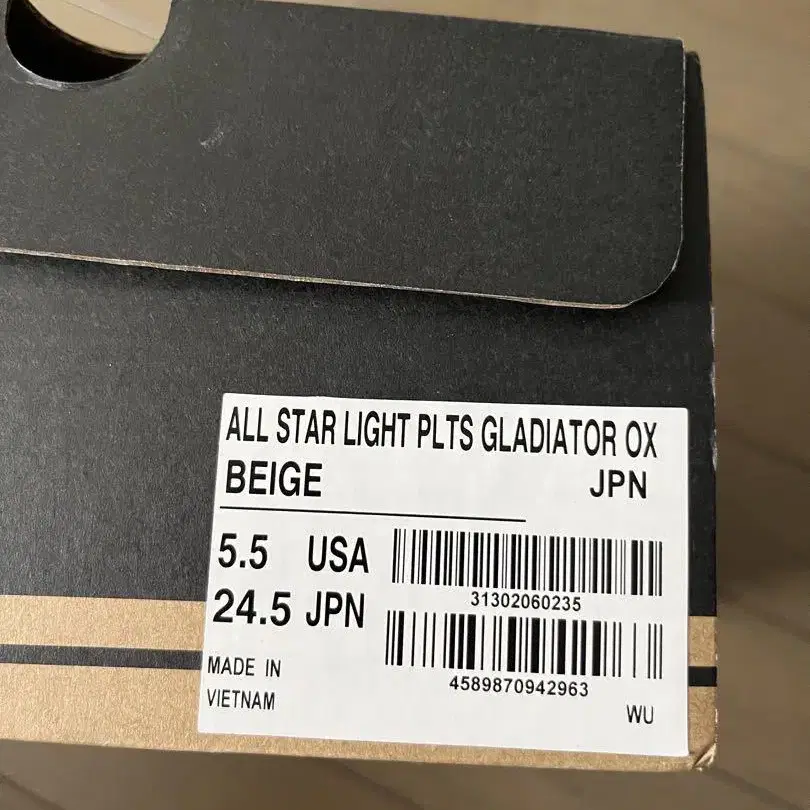 ALL STAR LIGHT PLTS GLADIATOR OX
BEIGE JPN
5.5 USA
31302060235
24.5 JPN
4589870942963
MADE IN
VIETNAM
WU